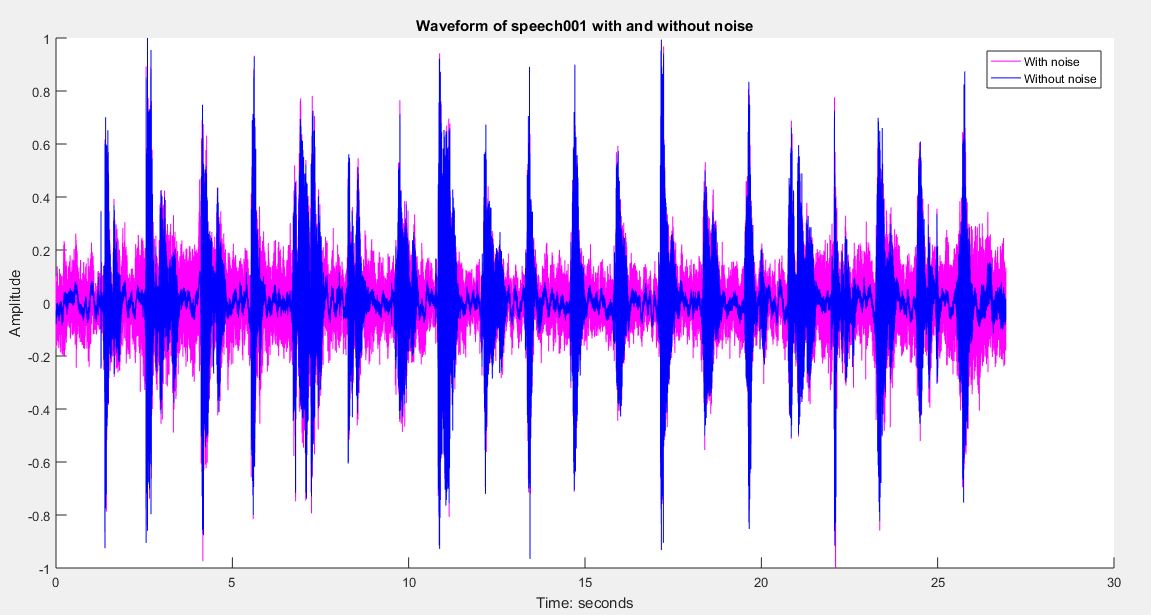 Waveform of speech001 with and without noise
With noise
Without noise
1
0.8
0.6
0.4
0.2
0
-0.2
-0.4
-0.6
-0.8
-1
Amplitude
0 5 10 15 20 25 30
Time: seconds